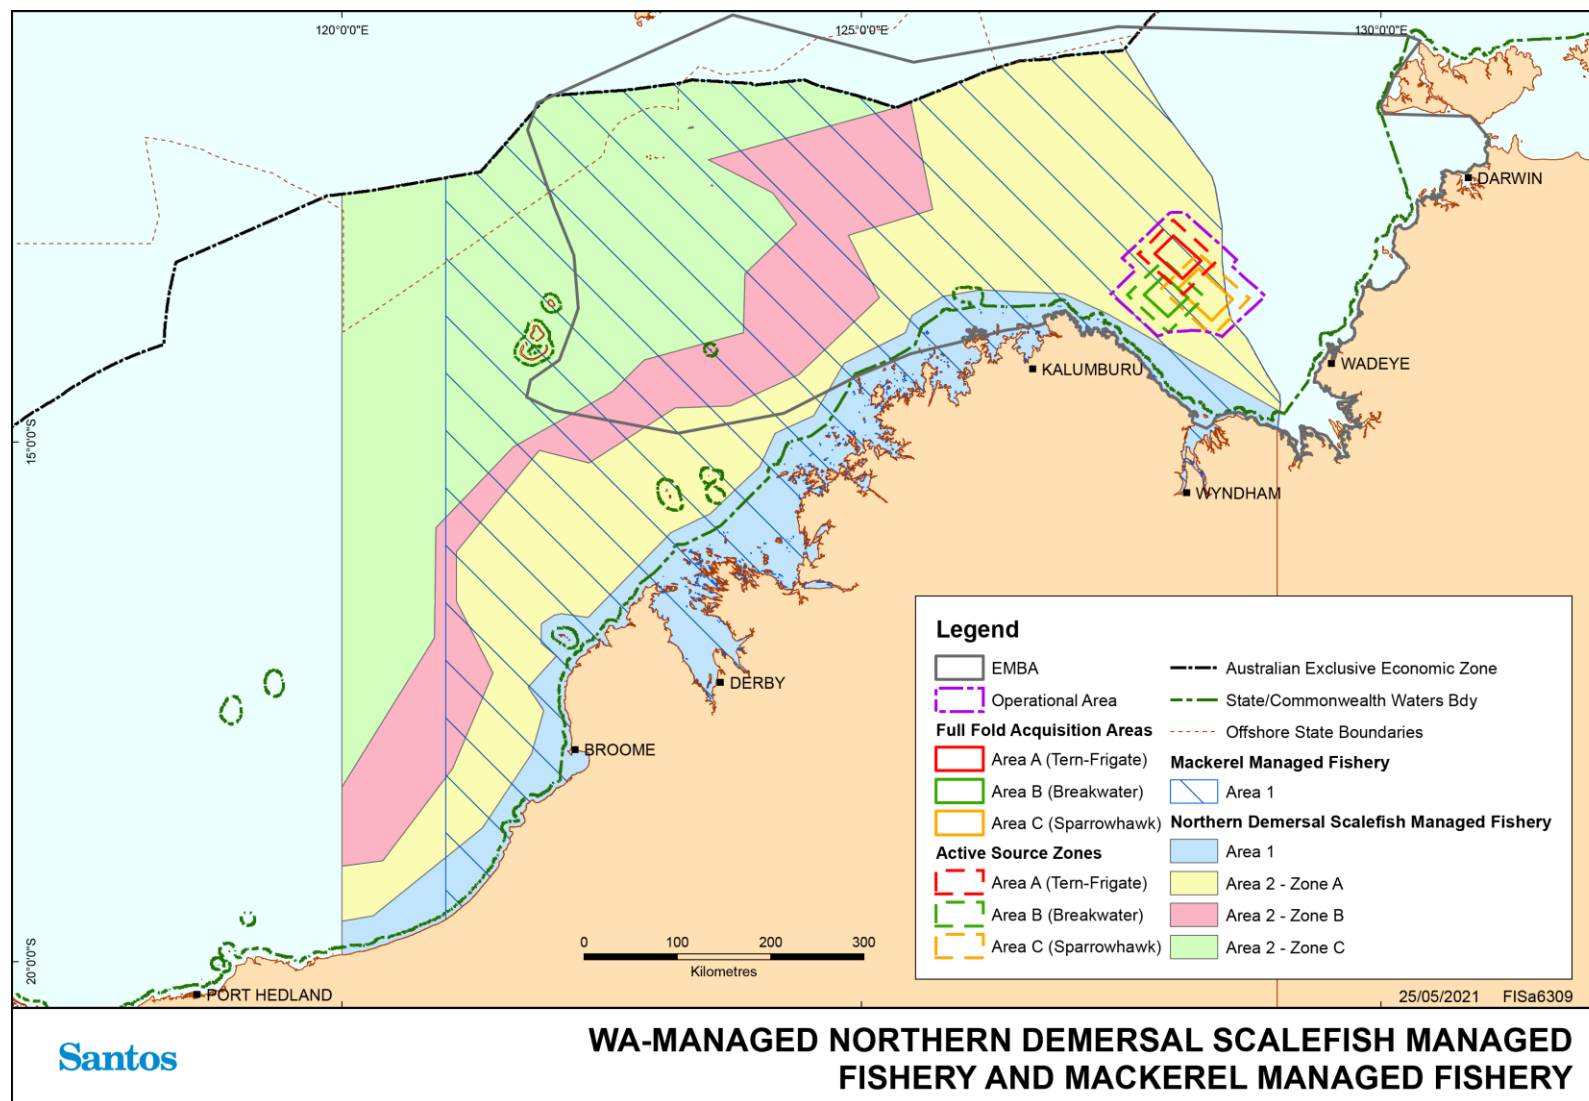 120°0'0"E
125°0'0"E
130°0'0"E
15°0'0"S
20°0'0"S
DARWIN
WADEYE
KALUMBURU
WYNDHAM
DERBY
BROOME
PORT HEDLAND
Legend
EMBA
Operational Area
Full Fold Acquisition Areas
Area A (Tern-Frigate)
Area B (Breakwater)
Area C (Sparrowhawk)
Active Source Zones
Area A (Tern-Frigate)
Area B (Breakwater)
Area C (Sparrowhawk)
Australian Exclusive Economic Zone
State/Commonwealth Waters Bdy
Offshore State Boundaries
Mackerel Managed Fishery
Area 1
Northern Demersal Scalefish Managed Fishery
Area 1
Area 2 - Zone A
Area 2 - Zone B
Area 2 - Zone C
0 100 200 300
Kilometres
25/05/2021 FISa6309
Santos
WA-MANAGED NORTHERN DEMERSAL SCALEFISH MANAGED
FISHERY AND MACKEREL MANAGED FISHERY